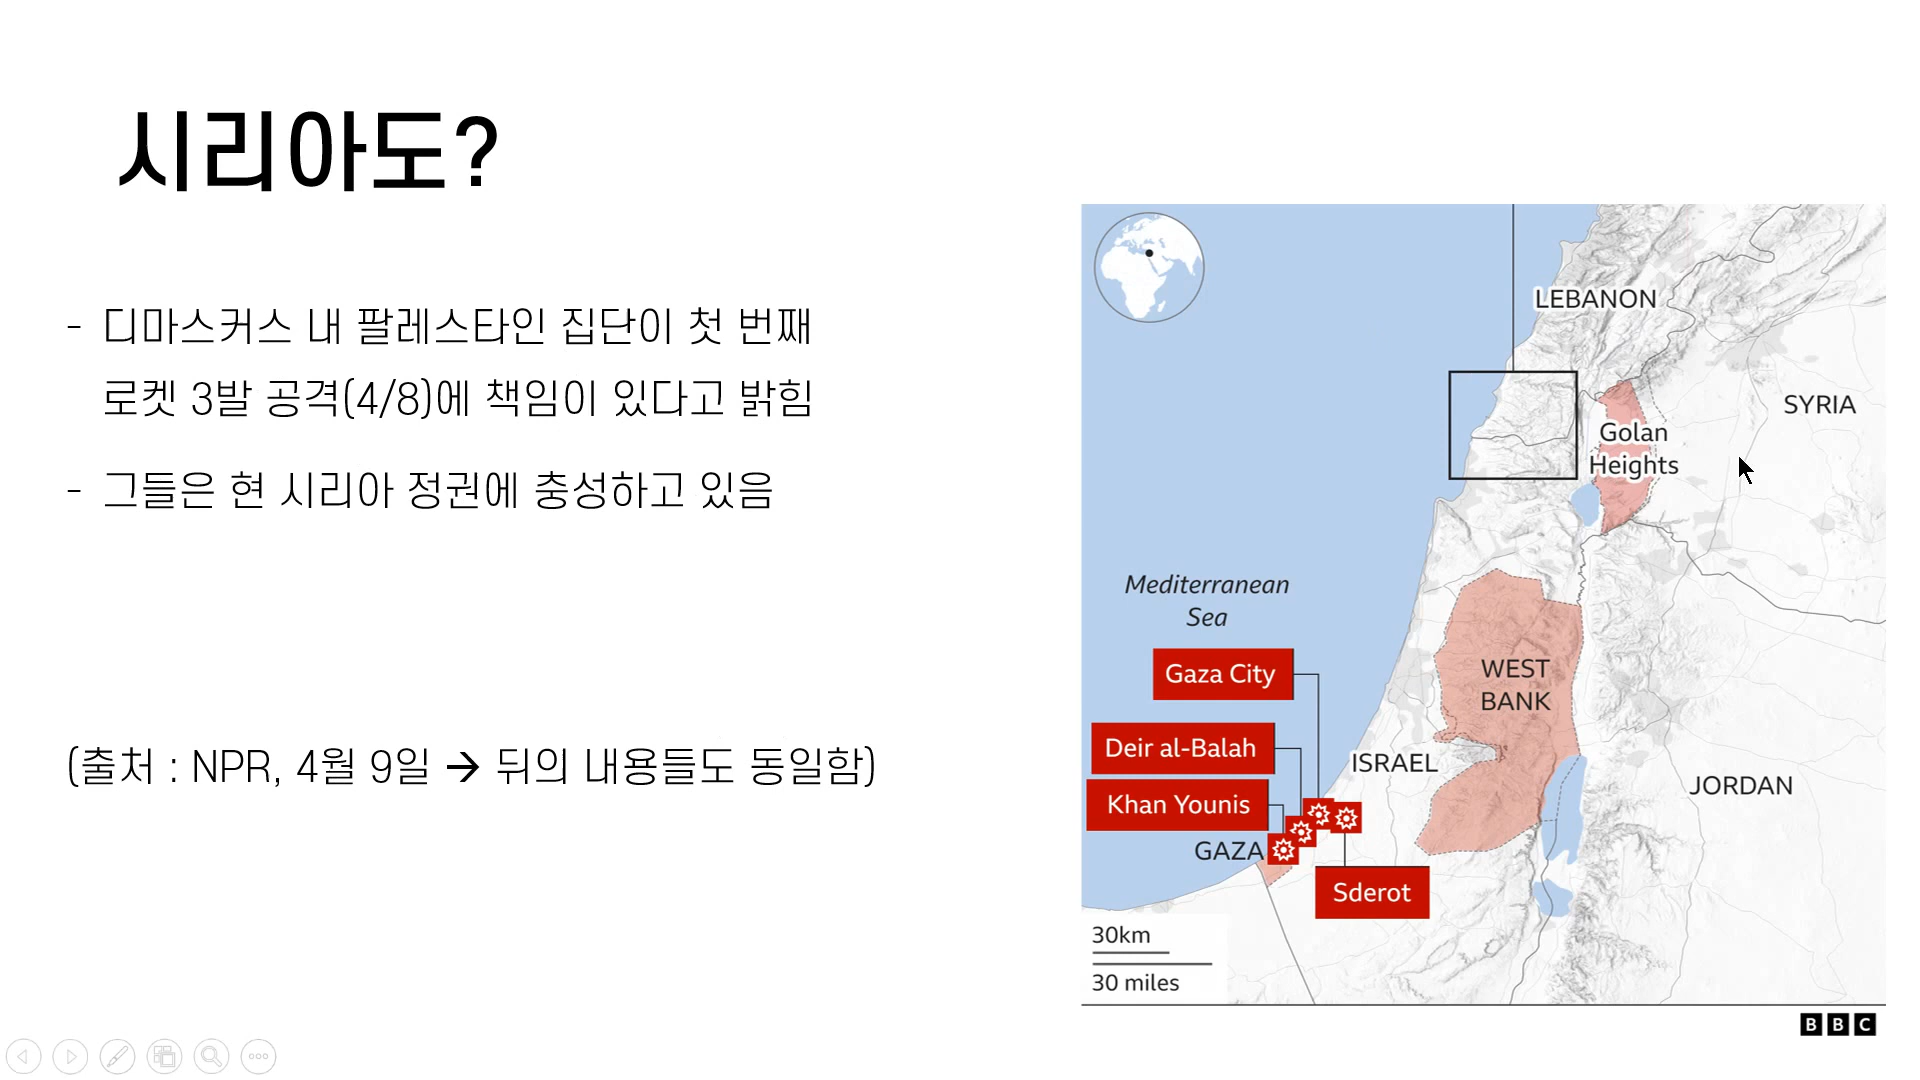 시리아도?
- 디마스커스 내 팔레스타인 집단이 첫 번째
로켓 3발 공격(4/8)에 책임이 있다고 밝힘
- 그들은 현 시리아 정권에 충성하고 있음
(출처 : NPR, 4월 9일 → 뒤의 내용들도 동일함)
LEBANON
SYRIA
Golan
Heights
Mediterranean
Sea
Gaza City
WEST
BANK
Deir al-Balah
ISRAEL
JORDAN
Khan Younis
GAZA
Sderot
30km
30 miles
BBC